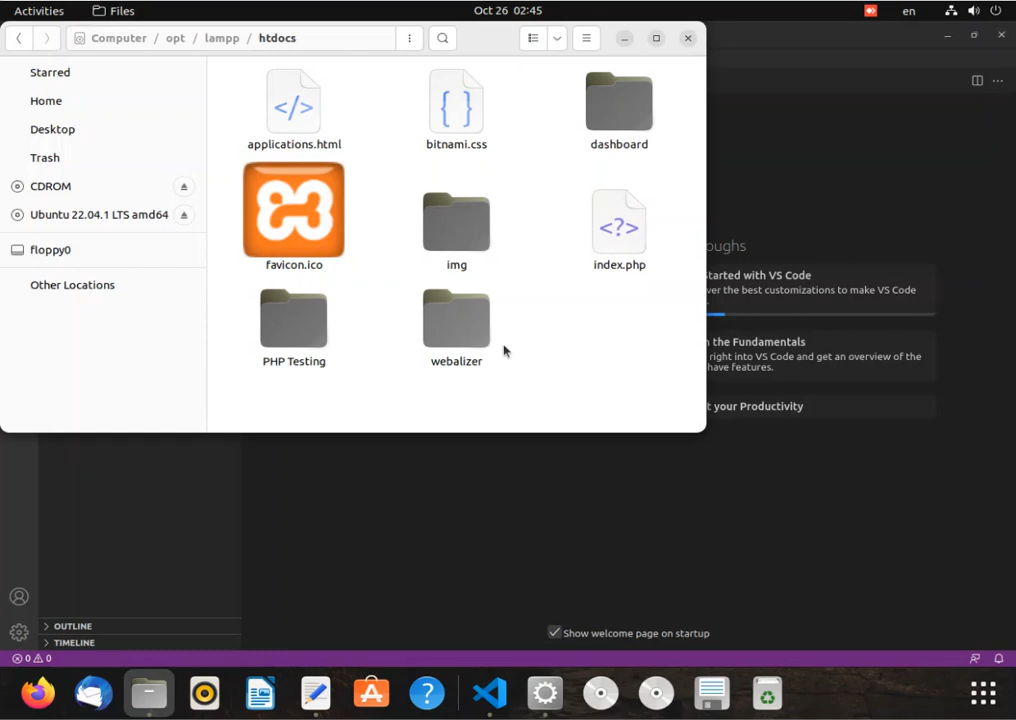 Activities Files Oct 26 02:45 en
Computer / opt / lampp / htdocs
Starred
Home
Desktop
Trash
CDROM
Ubuntu 22.04.1 LTS amd64
floppy0
Other Locations
</> { }
applications.html bitnami.css dashboard
<?>
favicon.ico img index.php
PHP Testing webalizer
oughs
Started with VS Code
ver the best customizations to make VS Code
n the Fundamentals
right into VS Code and get an overview of the
have features.
t your Productivity
OUTLINE
TIMELINE
Show welcome page on startup
0 0